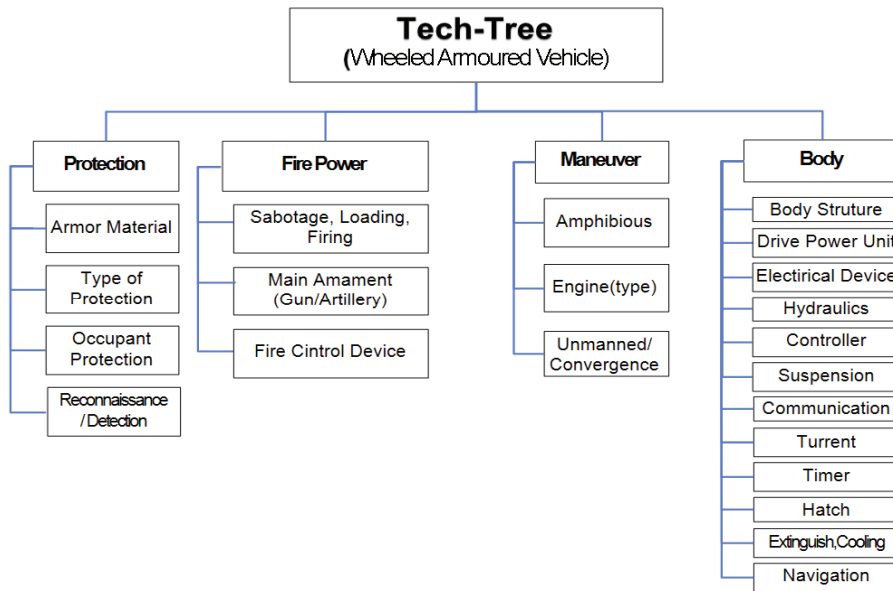 Tech-Tree
(Wheeled Armoured Vehicle)
Protection
Armor Material
Type of
Protection
Occupant
Protection
Reconnaissance
/ Detection
Fire Power
Sabotage, Loading,
Firing
Main Amament
(Gun/Artillery)
Fire Cintrol Device
Maneuver
Amphibious
Engine(type)
Unmanned/
Convergence
Body
Body Struture
Drive Power Unit
Electirical Device
Hydraulics
Controller
Suspension
Communication
Turrent
Timer
Hatch
Extinguish,Cooling
Navigation